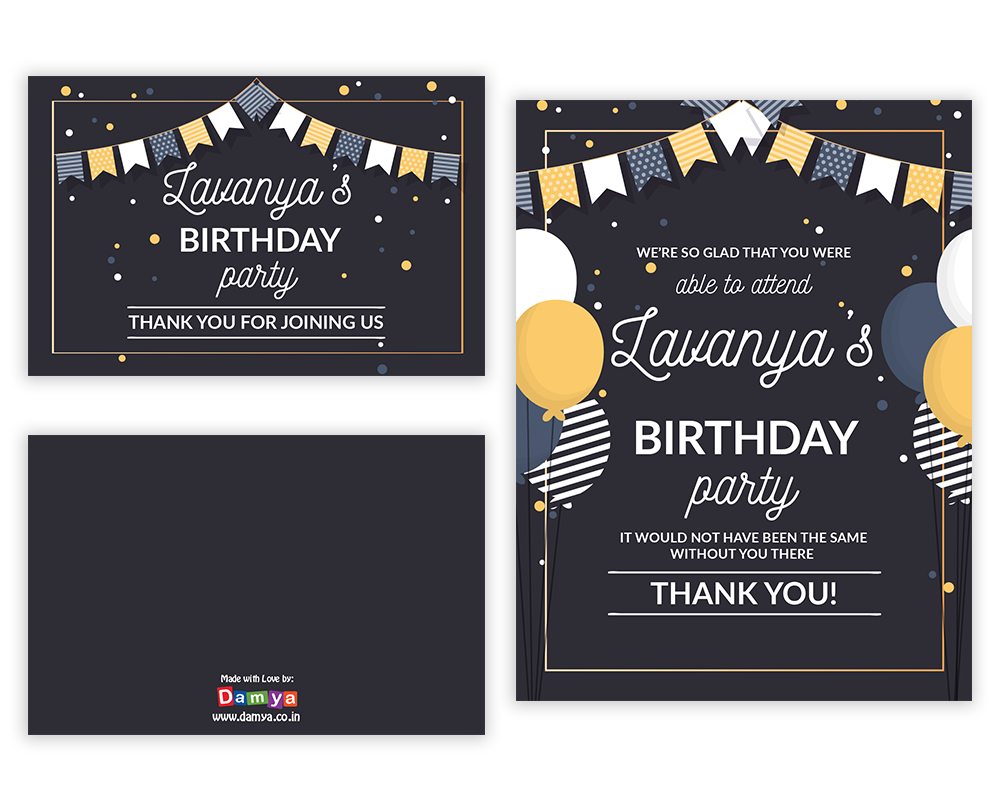 Lavanya's
BIRTHDAY
party
THANK YOU FOR JOINING US
Made with Love by:
Damya
www.damya.co.in
WE'RE SO GLAD THAT YOU WERE
able to attend
Lavanya's
BIRTHDAY
party
IT WOULD NOT HAVE BEEN THE SAME
WITHOUT YOU THERE
THANK YOU!